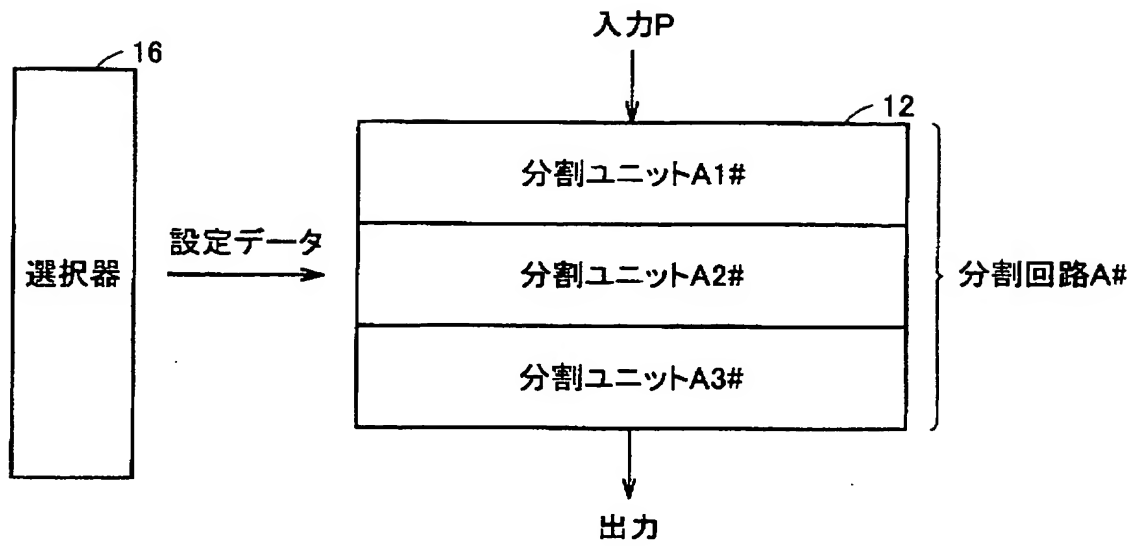 入力P
16
12
分割ユニットA1#
設定データ
選択器
分割ユニットA2#
分割回路A#
分割ユニットA3#
出力